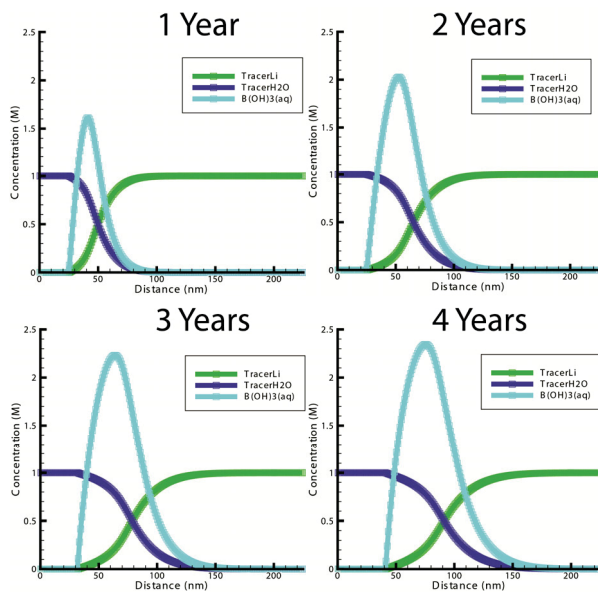 1 Year
2.5
2
1.5
1
0.5
0
Concentration (M)
TracerLi
TracerH2O
B(OH)3(aq)
0 50 100 150 200
Distance (nm)
2 Years
2.5
2
1.5
1
0.5
0
Concentration (M)
TracerLi
TracerH2O
B(OH)3(aq)
0 50 100 150 200
Distance (nm)
3 Years
2.5
2
1.5
1
0.5
0
Concentration (M)
TracerLi
TracerH2O
B(OH)3(aq)
0 50 100 150 200
Distance (nm)
4 Years
2.5
2
1.5
1
0.5
0
Concentration (M)
TracerLi
TracerH2O
B(OH)3(aq)
0 50 100 150 200
Distance (nm)